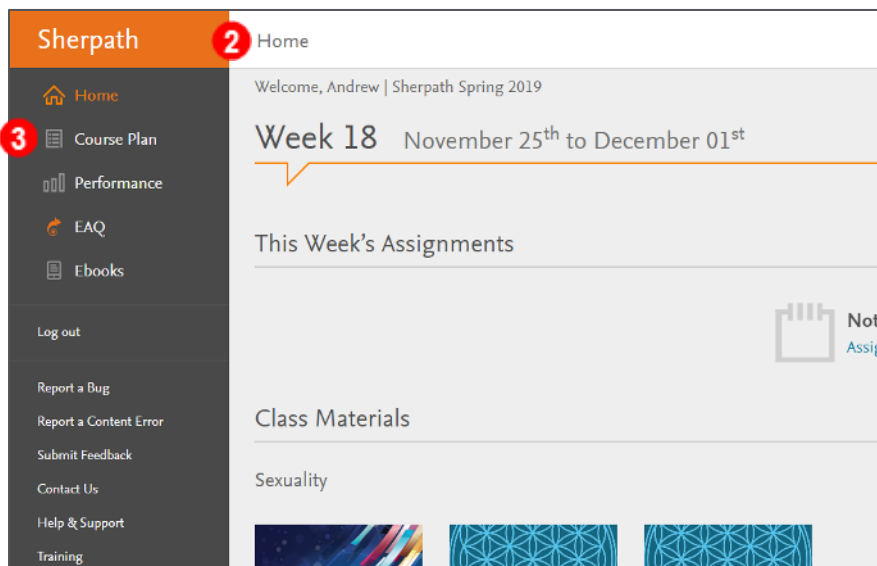 Sherpath
2 Home
Home
3 Course Plan
Performance
EAQ
Ebooks
Log out
Report a Bug
Report a Content Error
Submit Feedback
Contact Us
Help & Support
Training
Welcome, Andrew | Sherpath Spring 2019
Week 18 November 25th to December 01st
This Week's Assignments
Class Materials
Sexuality